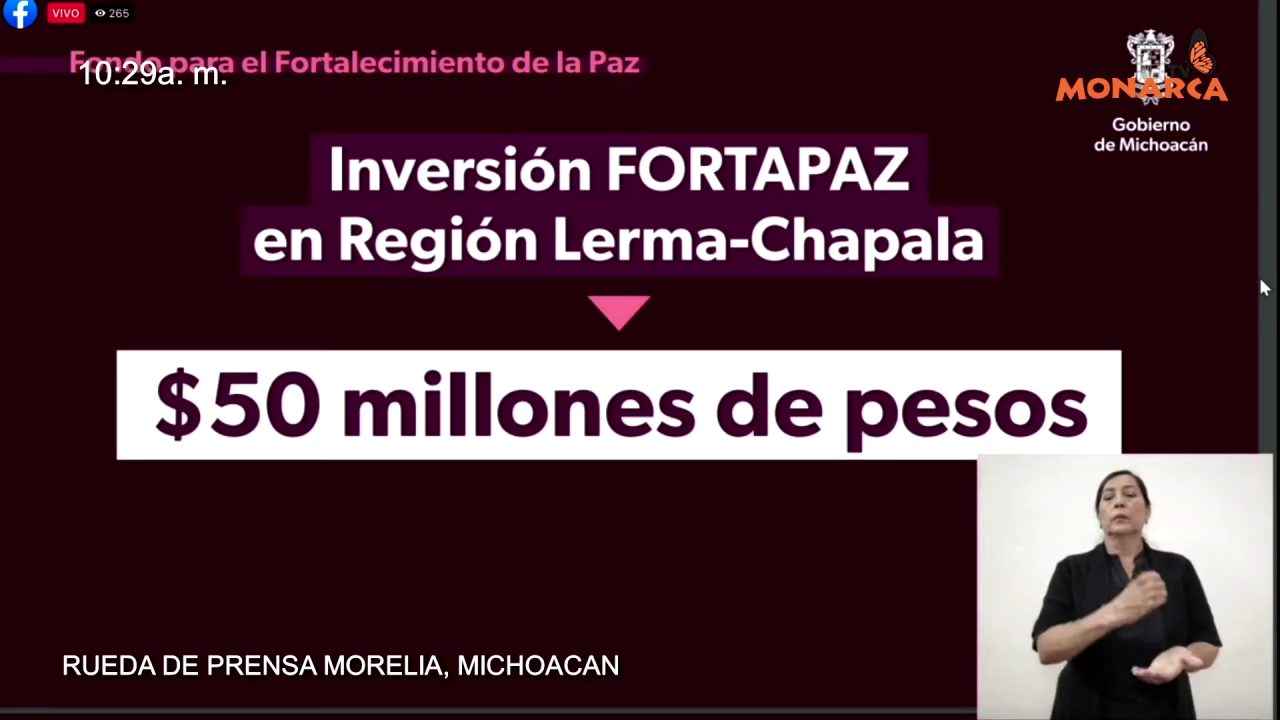 VIVO
265
Fondo para el Fortalecimiento de la Paz
10:29a. m.
TV
MONARCA
Gobierno
de Michoacán
Inversión FORTAPAZ
en Región Lerma-Chapala
$50 millones de pesos
RUEDA DE PRENSA MORELIA, MICHOACAN